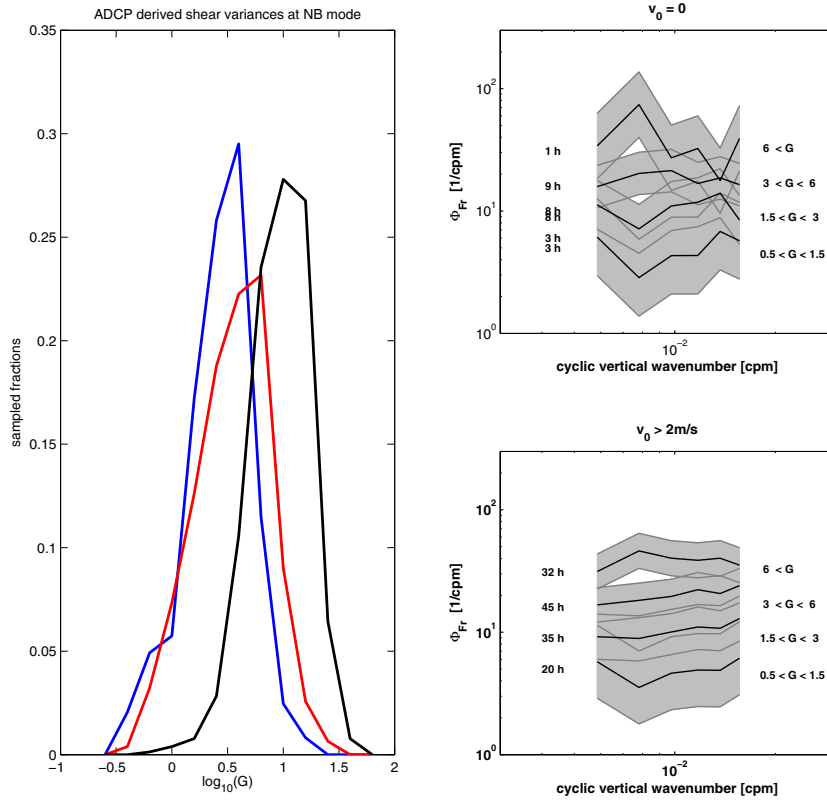 ADCP derived shear variances at NB mode
0.35
0.3
0.25
0.2
0.15
0.1
0.05
0
sampled fractions
−1 −0.5 0 0.5 1 1.5 2
log10(G)
v0 = 0
10^2
10^1
10^0
ΦFr [1/cpm]
1 h
9 h
8 h
3 h
3 h
6 < G
3 < G < 6
1.5 < G < 3
0.5 < G < 1.5
10^−2
cyclic vertical wavenumber [cpm]
v0 > 2m/s
10^2
10^1
10^0
ΦFr [1/cpm]
32 h
45 h
35 h
20 h
6 < G
3 < G < 6
1.5 < G < 3
0.5 < G < 1.5
10^−2
cyclic vertical wavenumber [cpm]